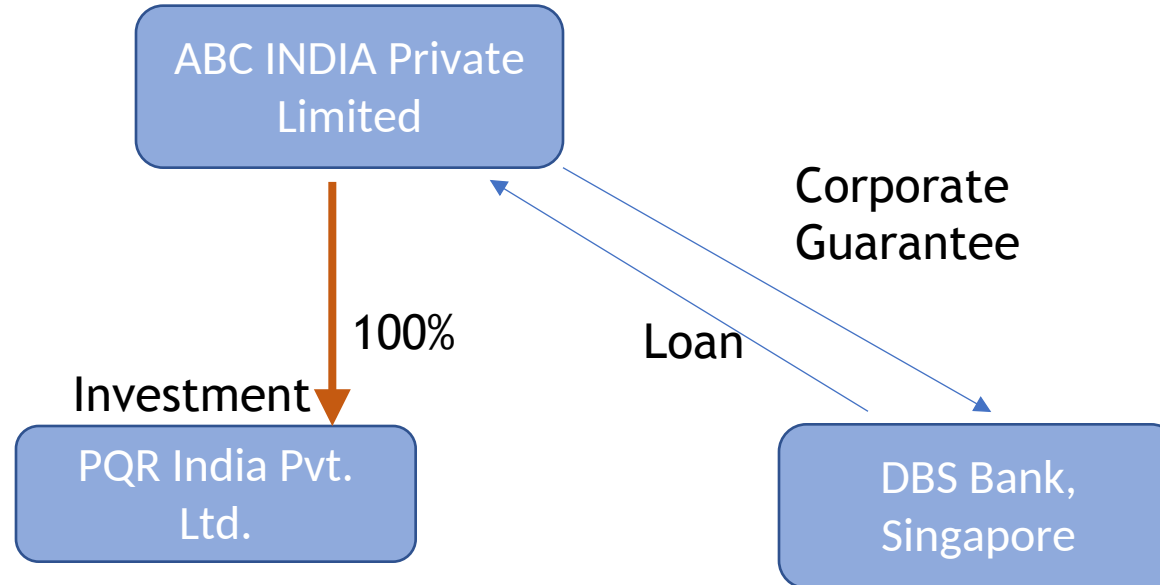 ABC INDIA Private
Limited
Corporate
Guarantee
100%
Loan
Investment
PQR India Pvt.
Ltd.
DBS Bank,
Singapore